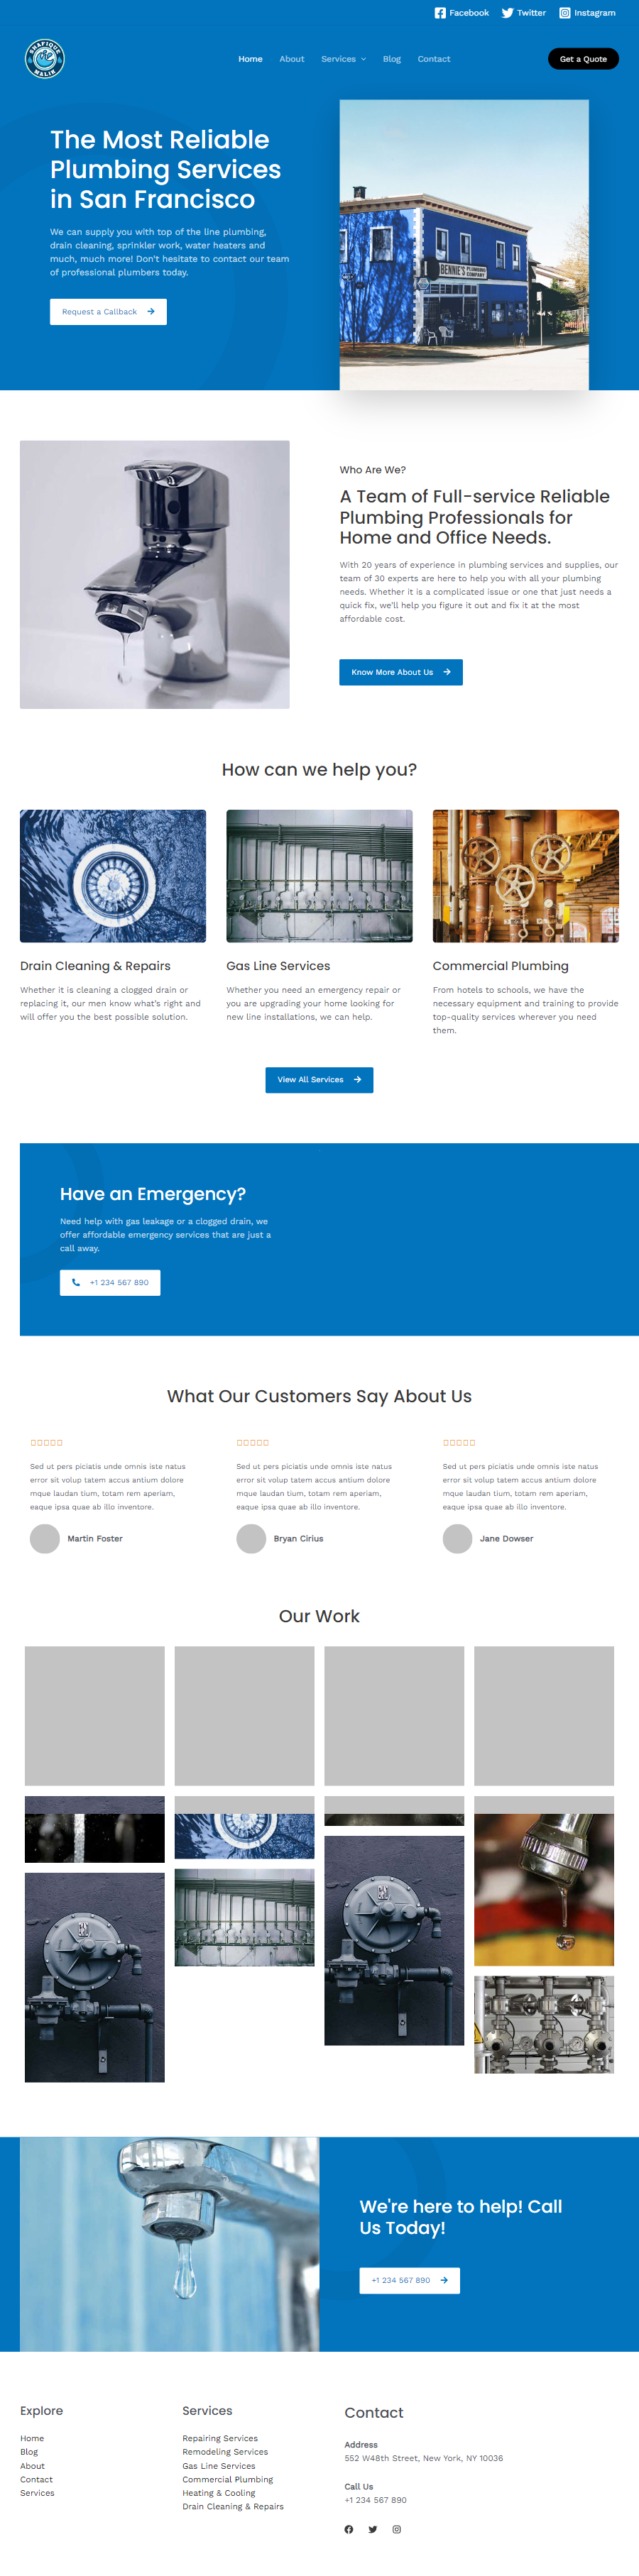 Facebook
Twitter
Instagram
SHAFIQUE
MALIK
Home
About
Services
Blog
Contact
Get a Quote
The Most Reliable
Plumbing Services
in San Francisco
We can supply you with top of the line plumbing,
drain cleaning, sprinkler work, water heaters and
much, much more! Don't hesitate to contact our team
of professional plumbers today.
Request a Callback
BENNIE'S PLUMBING
COMPANY
Who Are We?
A Team of Full-service Reliable
Plumbing Professionals for
Home and Office Needs.
With 20 years of experience in plumbing services and supplies, our
team of 30 experts are here to help you with all your plumbing
needs. Whether it is a complicated issue or one that just needs a
quick fix, we'll help you figure it out and fix it at the most
affordable cost.
Know More About Us
How can we help you?
Drain Cleaning & Repairs
Whether it is cleaning a clogged drain or
replacing it, our men know what's right and
will offer you the best possible solution.
Gas Line Services
Whether you need an emergency repair or
you are upgrading your home looking for
new line installations, we can help.
Commercial Plumbing
From hotels to schools, we have the
necessary equipment and training to provide
top-quality services wherever you need
them.
View All Services
Have an Emergency?
Need help with gas leakage or a clogged drain, we
offer affordable emergency services that are just a
call away.
+1 234 567 890
What Our Customers Say About Us
Sed ut pers piciatis unde omnis iste natus
error sit volup tatem accus antium dolore
mque laudan tium, totam rem aperiam,
eaque ipsa quae ab illo inventore.
Martin Foster
Sed ut pers piciatis unde omnis iste natus
error sit volup tatem accus antium dolore
mque laudan tium, totam rem aperiam,
eaque ipsa quae ab illo inventore.
Bryan Cirius
Sed ut pers piciatis unde omnis iste natus
error sit volup tatem accus antium dolore
mque laudan tium, totam rem aperiam,
eaque ipsa quae ab illo inventore.
Jane Dowser
Our Work
We're here to help! Call
Us Today!
+1 234 567 890
Explore
Home
Blog
About
Contact
Services
Services
Repairing Services
Remodeling Services
Gas Line Services
Commercial Plumbing
Heating & Cooling
Drain Cleaning & Repairs
Contact
Address
552 W48th Street, New York, NY 10036
Call Us
+1 234 567 890